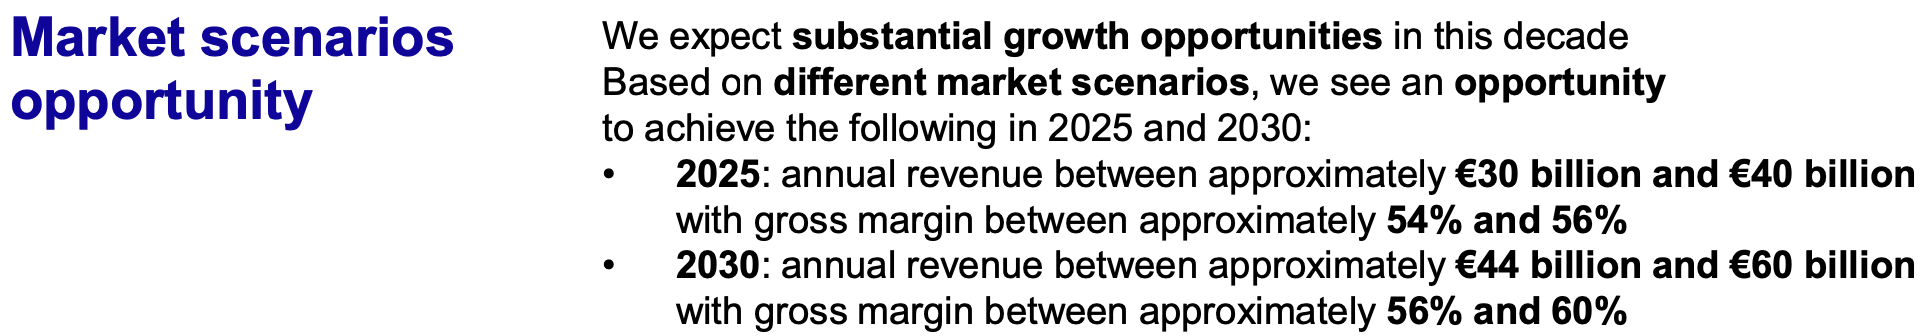 Market scenarios
opportunity
We expect substantial growth opportunities in this decade
Based on different market scenarios, we see an opportunity
to achieve the following in 2025 and 2030:
• 2025: annual revenue between approximately €30 billion and €40 billion
with gross margin between approximately 54% and 56%
• 2030: annual revenue between approximately €44 billion and €60 billion
with gross margin between approximately 56% and 60%